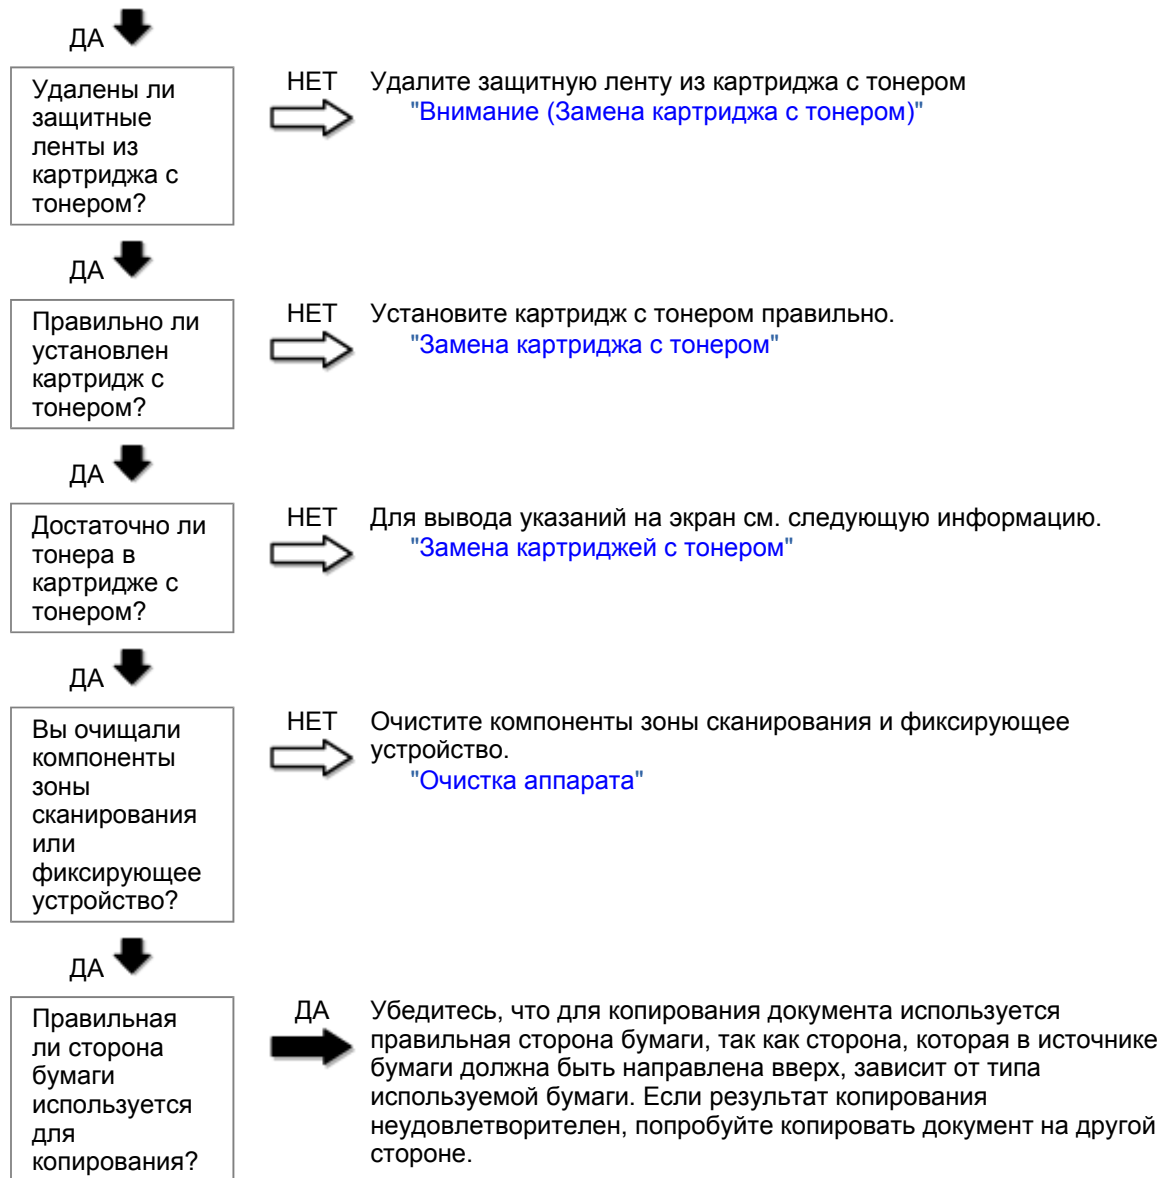 ДА
Удалены ли
защитные
ленты из
картриджа с
тонером?
НЕТ
Удалите защитную ленту из картриджа с тонером
"Внимание (Замена картриджа с тонером)"
ДА
Правильно ли
установлен
картридж с
тонером?
НЕТ
Установите картридж с тонером правильно.
"Замена картриджа с тонером"
ДА
Достаточно ли
тонера в
картридже с
тонером?
НЕТ
Для вывода указаний на экран см. следующую информацию.
"Замена картриджей с тонером"
ДА
Вы очищали
компоненты
зоны
сканирования
или
фиксирующее
устройство?
НЕТ
Очистите компоненты зоны сканирования и фиксирующее
устройство.
"Очистка аппарата"
ДА
Правильная
ли сторона
бумаги
используется
для
копирования?
ДА
Убедитесь, что для копирования документа используется
правильная сторона бумаги, так как сторона, которая в источнике
бумаги должна быть направлена вверх, зависит от типа
используемой бумаги. Если результат копирования
неудовлетворителен, попробуйте копировать документ на другой
стороне.